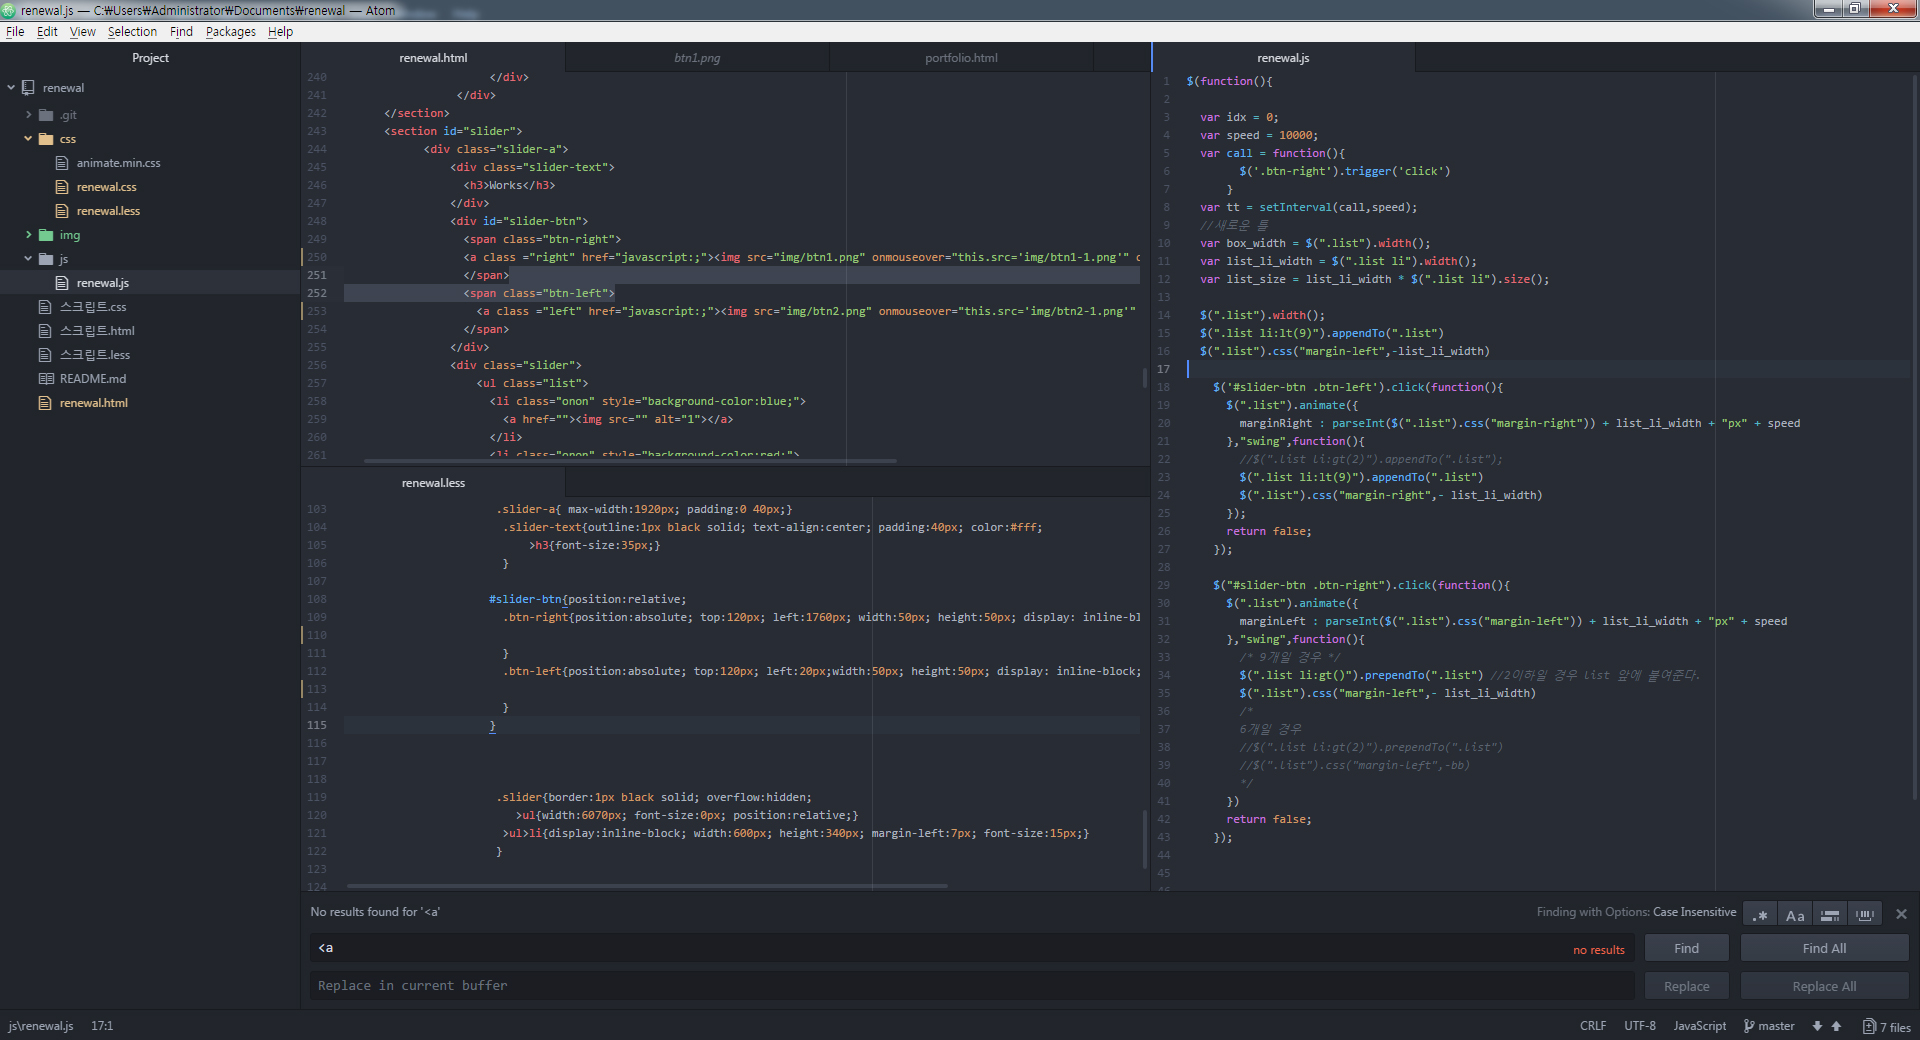 renewal.js — C:₩Users₩Administrator₩Documents₩renewal — Atom
File Edit View Selection Find Packages Help
Project
renewal
.git
css
animate.min.css
renewal.css
renewal.less
img
js
renewal.js
스크립트.css
스크립트.html
스크립트.less
README.md
renewal.html
renewal.html btn1.png portfolio.html
240 </div>
241 </div>
242 </section>
243 <section id="slider">
244 <div class="slider-a">
245 <div class="slider-text">
246 <h3>Works</h3>
247 </div>
248 <div id="slider-btn">
249 <span class="btn-right">
250 <a class ="right" href="javascript:;"><img src="img/btn1.png" onmouseover="this.src='img/btn1-1.png'" o
251 </span>
252 <span class="btn-left">
253 <a class ="left" href="javascript:;"><img src="img/btn2.png" onmouseover="this.src='img/btn2-1.png'"
254 </span>
255 </div>
256 <div class="slider">
257 <ul class="list">
258 <li class="onon" style="background-color:blue;">
259 <a href=""><img src="" alt="1"></a>
260 </li>
261 <li class="onon" style="background-color:red;">
renewal.less
103 .slider-a{ max-width:1920px; padding:0 40px;}
104 .slider-text{outline:1px black solid; text-align:center; padding:40px; color:#fff;
105 >h3{font-size:35px;}
106 }
107
108 #slider-btn{position:relative;
109 .btn-right{position:absolute; top:120px; left:1760px; width:50px; height:50px; display: inline-bl
110
111 }
112 .btn-left{position:absolute; top:120px; left:20px;width:50px; height:50px; display: inline-block;
113
114 }
115 }
116
117
118
119 .slider{border:1px black solid; overflow:hidden;
120 >ul{width:6070px; font-size:0px; position:relative;}
121 >ul>li{display:inline-block; width:600px; height:340px; margin-left:7px; font-size:15px;}
122 }
123
124
renewal.js
1 $(function(){
2
3 var idx = 0;
4 var speed = 10000;
5 var call = function(){
6 $('.btn-right').trigger('click')
7 }
8 var tt = setInterval(call,speed);
9 //새로운 틀
10 var box_width = $(".list").width();
11 var list_li_width = $(".list li").width();
12 var list_size = list_li_width * $(".list li").size();
13
14 $(".list").width();
15 $(".list li:lt(9)").appendTo(".list")
16 $(".list").css("margin-left",-list_li_width)
17
18 $('#slider-btn .btn-left').click(function(){
19 $(".list").animate({
20 marginRight : parseInt($(".list").css("margin-right")) + list_li_width + "px" + speed
21 },"swing",function(){
22 //$(".list li:gt(2)").appendTo(".list");
23 $(".list li:lt(9)").appendTo(".list")
24 $(".list").css("margin-right",- list_li_width)
25 });
26 return false;
27 });
28
29 $("#slider-btn .btn-right").click(function(){
30 $(".list").animate({
31 marginLeft : parseInt($(".list").css("margin-left")) + list_li_width + "px" + speed
32 },"swing",function(){
33 /* 9개일 경우 */
34 $(".list li:gt()").prependTo(".list") //2이하일 경우 list 앞에 붙여준다.
35 $(".list").css("margin-left",- list_li_width)
36 /*
37 6개일 경우
38 //$(".list li:gt(2)").prependTo(".list")
39 //$(".list").css("margin-left",-bb)
40 */
41 })
42 return false;
43 });
44
45
46
No results found for '<a' Finding with Options: Case Insensitive .* Aa
<a no results Find Find All
Replace in current buffer Replace Replace All
js\renewal.js 17:1 CRLF UTF-8 JavaScript master 7 files